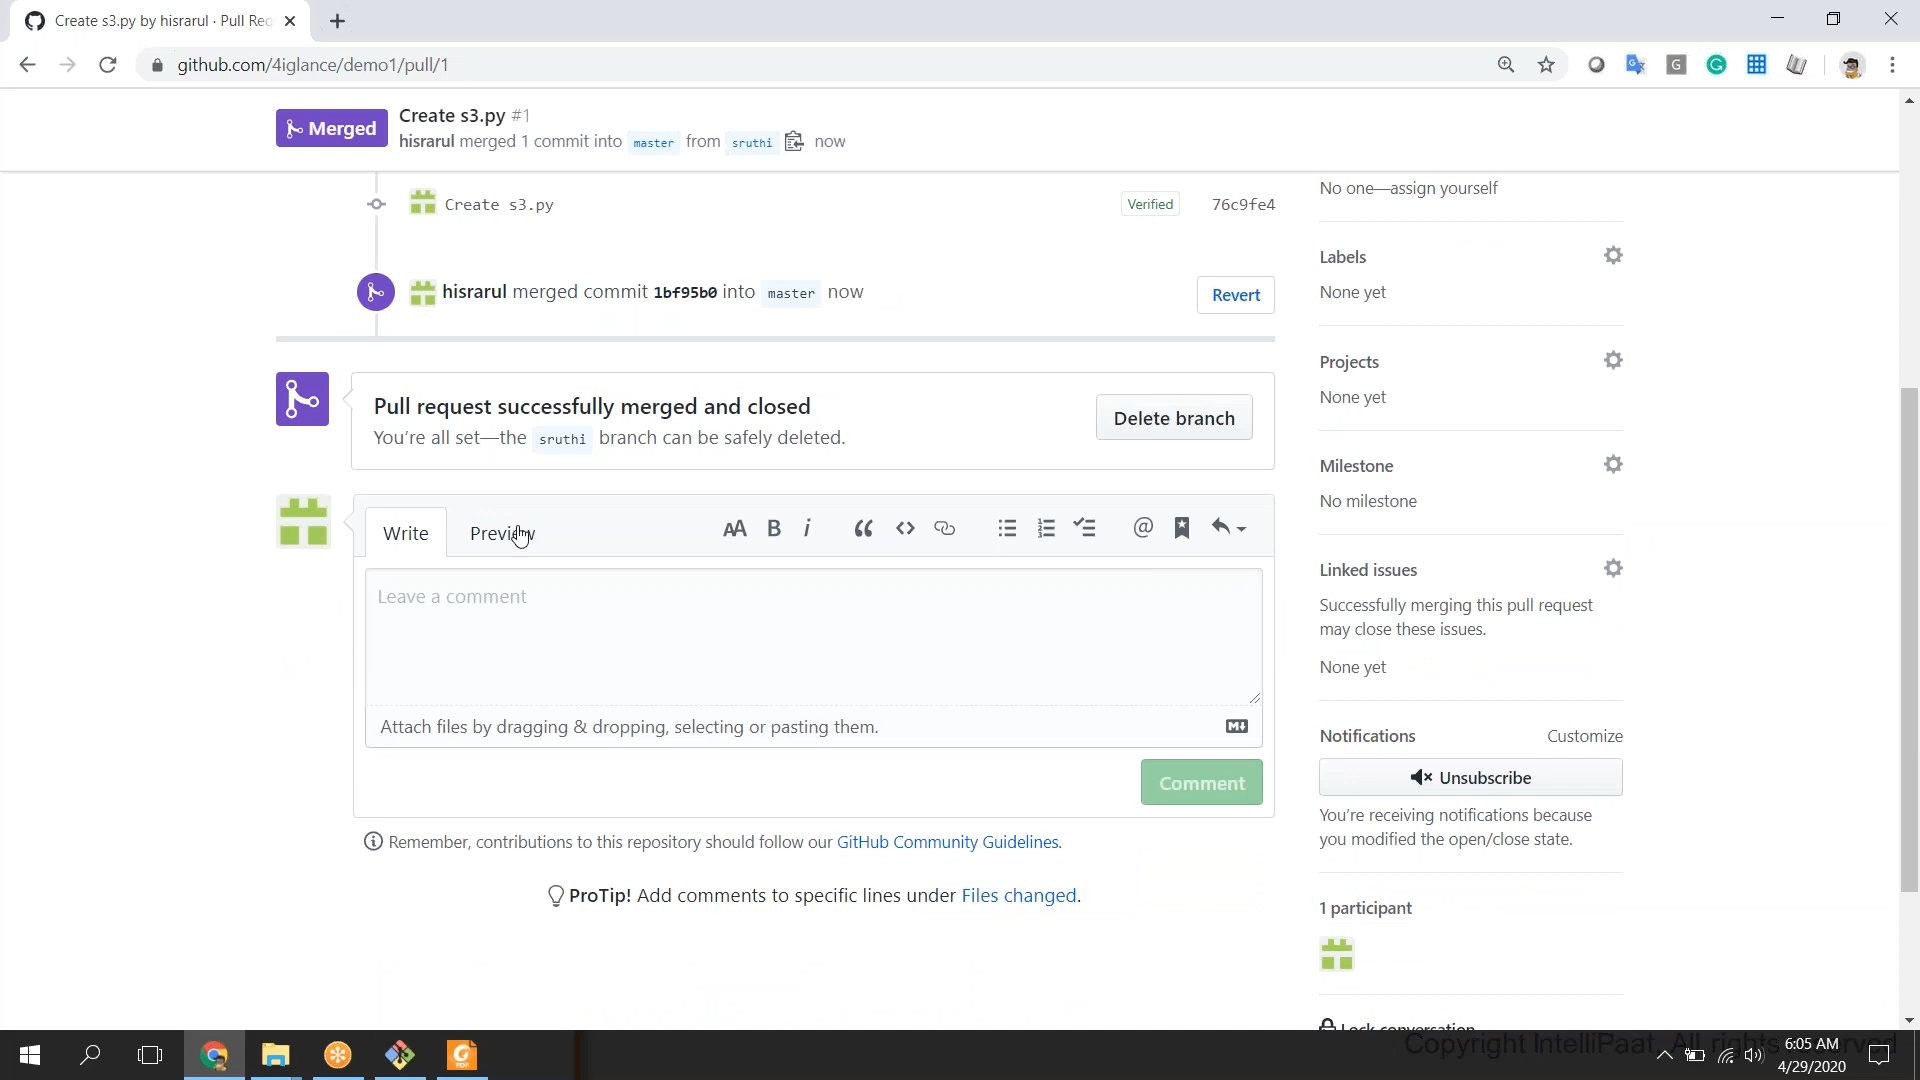 Create s3.py by hisrarul · Pull Req
github.com/4iglance/demo1/pull/1
Merged
Create s3.py #1
hisrarul merged 1 commit into master from sruthi now
Create s3.py
Verified
76c9fe4
hisrarul merged commit 1bf95b0 into master now
Revert
Pull request successfully merged and closed
You're all set—the sruthi branch can be safely deleted.
Delete branch
Write
Preview
Leave a comment
Attach files by dragging & dropping, selecting or pasting them.
Comment
Remember, contributions to this repository should follow our GitHub Community Guidelines.
ProTip! Add comments to specific lines under Files changed.
No one—assign yourself
Labels
None yet
Projects
None yet
Milestone
No milestone
Linked issues
Successfully merging this pull request
may close these issues.
None yet
Notifications
Customize
Unsubscribe
You're receiving notifications because
you modified the open/close state.
1 participant
Lock conversation
Copyright IntelliPaat. All rights reserved
6:05 AM
4/29/2020